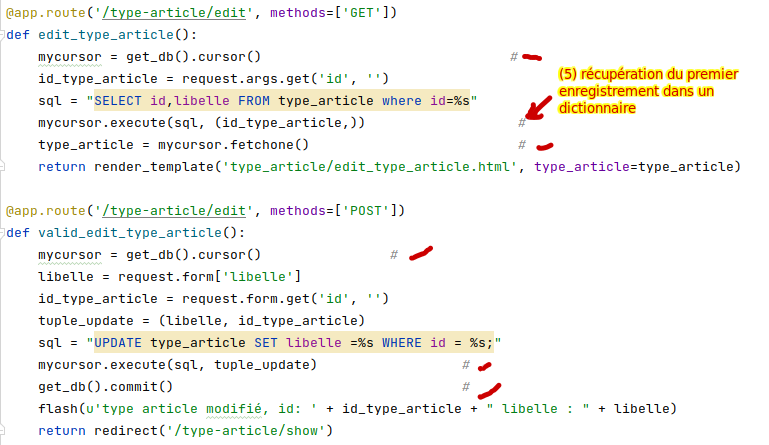 @app.route('/type-article/edit', methods=['GET'])
def edit_type_article():
    mycursor = get_db().cursor() #
    id_type_article = request.args.get('id', '')
    sql = "SELECT id,libelle FROM type_article where id=%s"
    mycursor.execute(sql, (id_type_article,)) #
    type_article = mycursor.fetchone() #
    return render_template('type_article/edit_type_article.html', type_article=type_article)
(5) récupération du premier
enregistrement dans un
dictionnaire
@app.route('/type-article/edit', methods=['POST'])
def valid_edit_type_article():
    mycursor = get_db().cursor() #
    libelle = request.form['libelle']
    id_type_article = request.form.get('id', '')
    tuple_update = (libelle, id_type_article)
    sql = "UPDATE type_article SET libelle =%s WHERE id = %s;"
    mycursor.execute(sql, tuple_update) #
    get_db().commit() #
    flash(u'type article modifié, id: ' + id_type_article + " libelle : " + libelle)
    return redirect('/type-article/show')